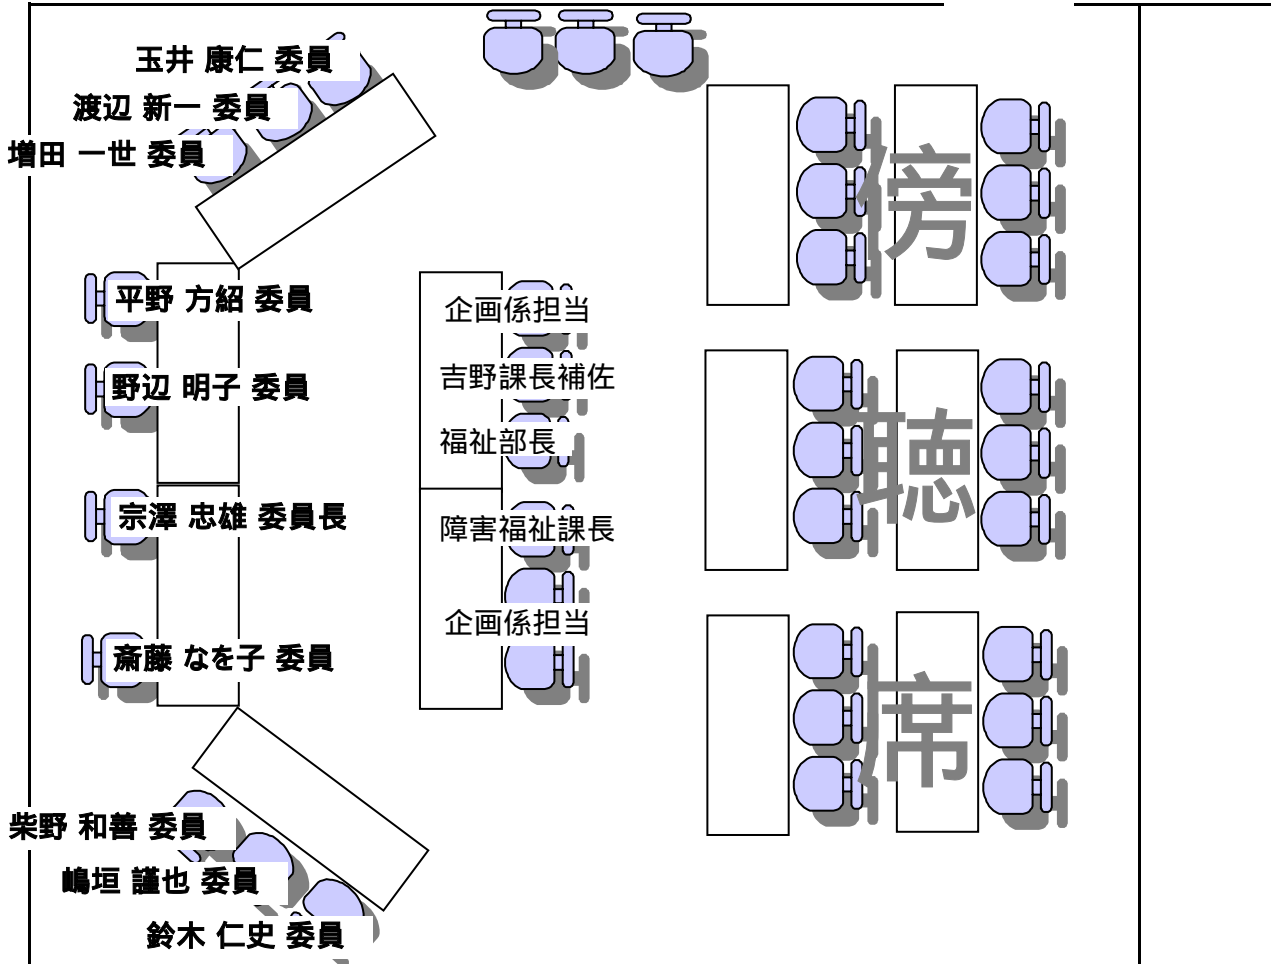 玉井 康仁 委員
渡辺 新一 委員
増田 一世 委員
平野 方紹 委員
野辺 明子 委員
宗澤 忠雄 委員長
斎藤 なを子 委員
柴野 和善 委員
嶋垣 謹也 委員
鈴木 仁史 委員
企画係担当
吉野課長補佐
福祉部長
障害福祉課長
企画係担当
傍
聴
席